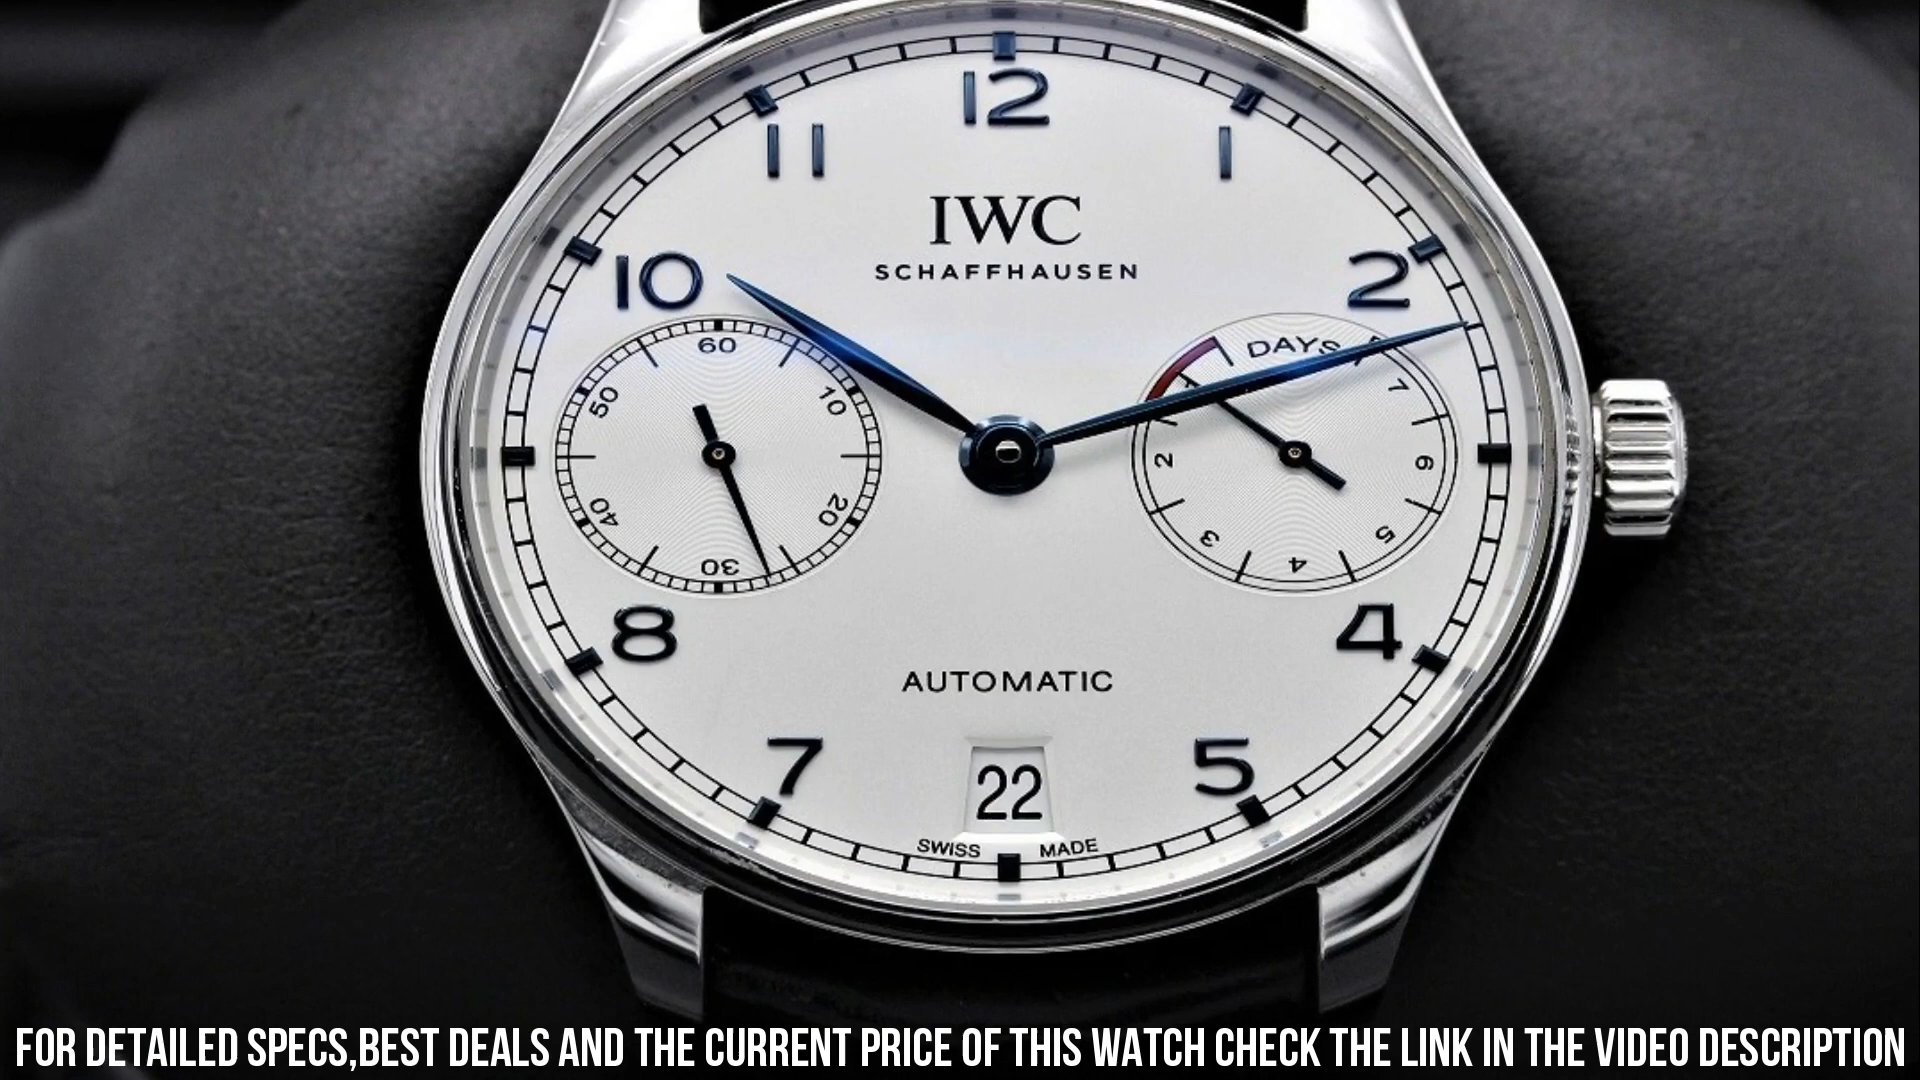 12
11 1
IWC
SCHAFFHAUSEN
10 2
60 10 20 30 40 50
DAYS 7 6 5 4 3 2
8 4
AUTOMATIC
7 5
22
SWISS MADE
FOR DETAILED SPECS,BEST DEALS AND THE CURRENT PRICE OF THIS WATCH CHECK THE LINK IN THE VIDEO DESCRIPTION